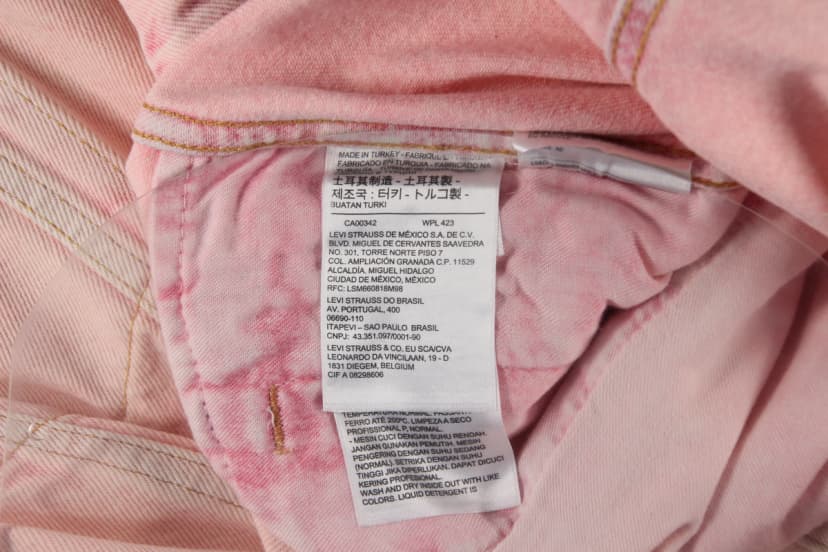 MADE IN TURKEY - FABRIQUE EN TURQUIE -
FABRICADO EN TURQUÍA - FABRICADO NA
土耳其制造 - 土耳其製 -
제조국 : 터키 - トルコ製 -
BUATAN TURKI
CA00342 WPL 423
LEVI STRAUSS DE MÉXICO S.A. DE C.V.
BLVD. MIGUEL DE CERVANTES SAAVEDRA
NO. 301, TORRE NORTE PISO 7
COL. AMPLIACIÓN GRANADA C.P. 11529
ALCALDÍA, MIGUEL HIDALGO
CIUDAD DE MÉXICO, MÉXICO
RFC: LSM660818M98
LEVI STRAUSS DO BRASIL
AV. PORTUGAL, 400
06690-110
ITAPEVI – SAO PAULO BRASIL
CNPJ: 43.351.097/0001-90
LEVI STRAUSS & CO. EU SCA/CVA
LEONARDO DA VINCILAAN, 19 - D
1831 DIEGEM, BELGIUM
CIF A 08298606
TEMPERATURA NORMAL. PASSAR A
FERRO ATÉ 200ºC. LIMPEZA A SECO
PROFISSIONAL P, NORMAL.
- MESIN CUCI DENGAN SUHU RENDAH.
JANGAN GUNAKAN PEMUTIH. MESIN
PENGERING DENGAN SUHU SEDANG
(NORMAL). SETRIKA DENGAN SUHU
TINGGI JIKA DIPERLUKAN. DAPAT DICUCI
KERING PROFESIONAL.
WASH AND DRY INSIDE OUT WITH LIKE
COLORS. LIQUID DETERGENT IS